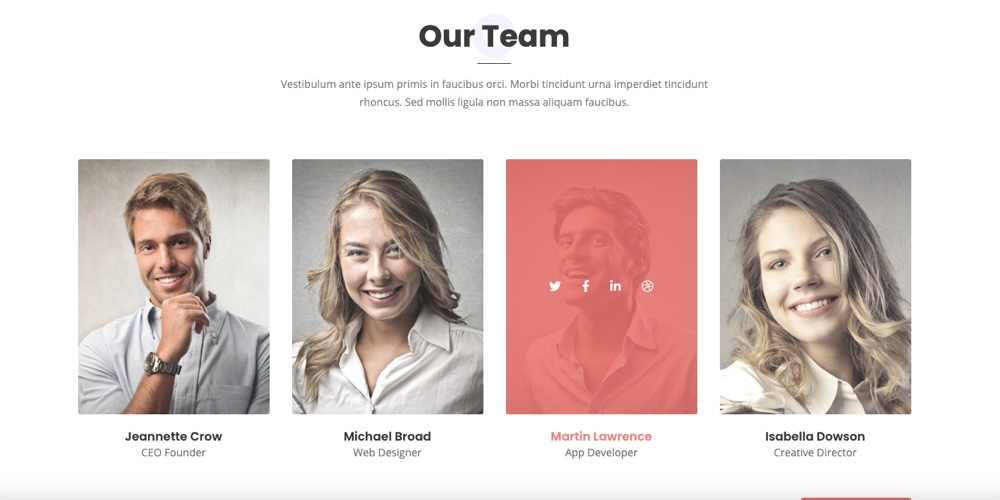 Our Team
Vestibulum ante ipsum primis in faucibus orci. Morbi tincidunt urna imperdiet tincidunt
rhoncus. Sed mollis ligula non massa aliquam faucibus.
Jeannette Crow
CEO Founder
Michael Broad
Web Designer
Martin Lawrence
App Developer
Isabella Dowson
Creative Director